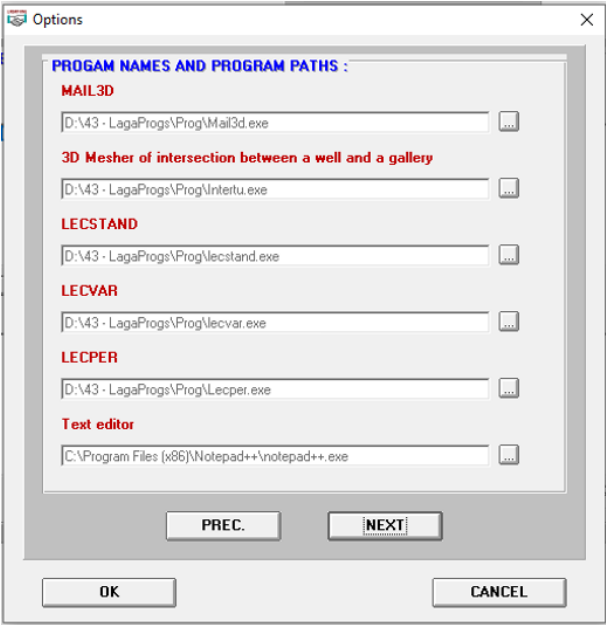 Options
PROGAM NAMES AND PROGRAM PATHS :
MAIL3D
D:\43 - LagaProgs\Prog\Mail3d.exe
...
3D Mesher of intersection between a well and a gallery
D:\43 - LagaProgs\Prog\Intertu.exe
...
LECSTAND
D:\43 - LagaProgs\Prog\lecstand.exe
...
LECVAR
D:\43 - LagaProgs\Prog\lecvar.exe
...
LECPER
D:\43 - LagaProgs\Prog\Lecper.exe
...
Text editor
C:\Program Files (x86)\Notepad++\notepad++.exe
...
PREC.
NEXT
OK
CANCEL